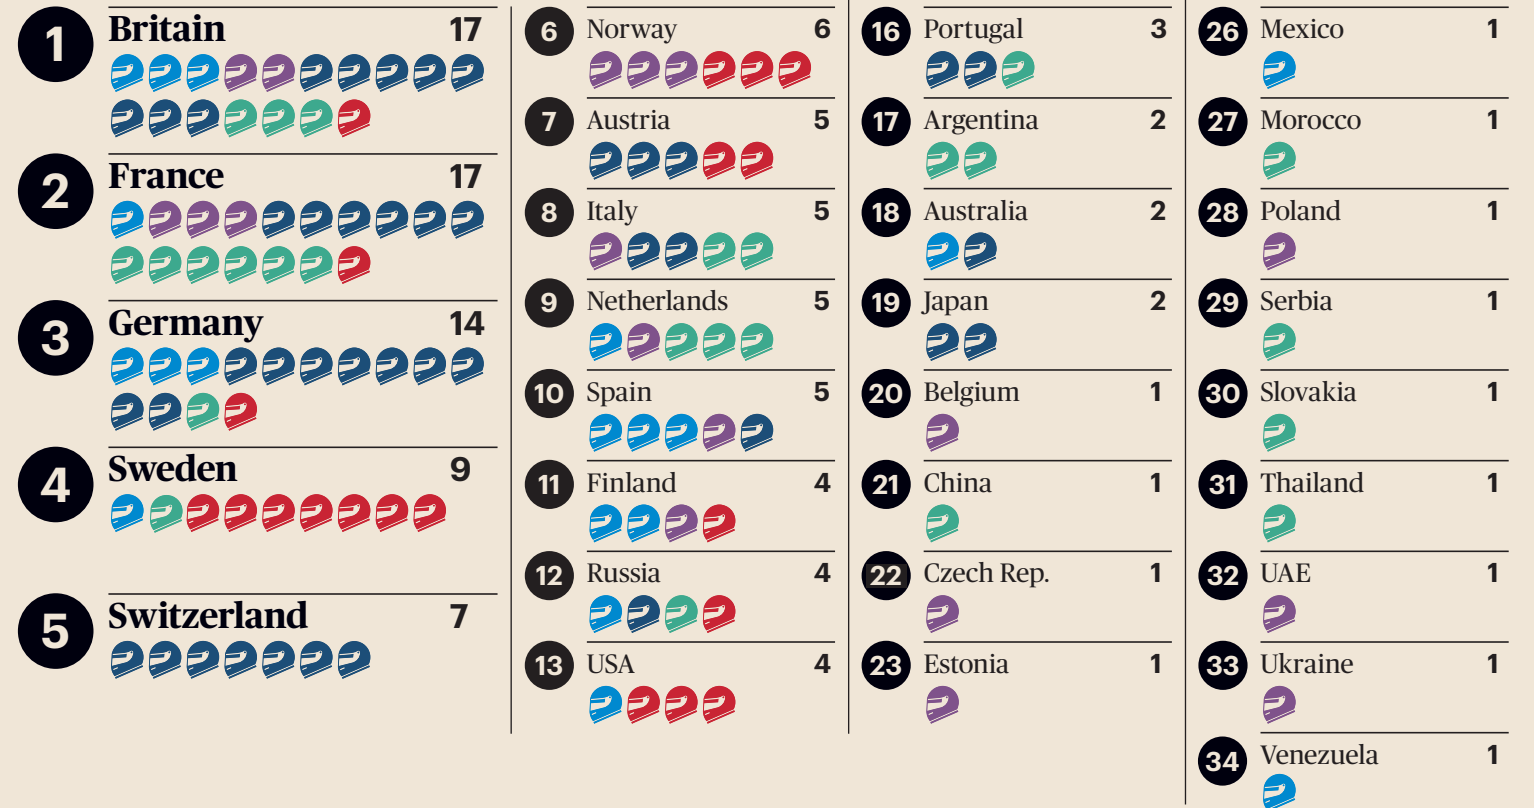 1 Britain 17
2 France 17
3 Germany 14
4 Sweden 9
5 Switzerland 7
6 Norway 6
7 Austria 5
8 Italy 5
9 Netherlands 5
10 Spain 5
11 Finland 4
12 Russia 4
13 USA 4
16 Portugal 3
17 Argentina 2
18 Australia 2
19 Japan 2
20 Belgium 1
21 China 1
22 Czech Rep. 1
23 Estonia 1
26 Mexico 1
27 Morocco 1
28 Poland 1
29 Serbia 1
30 Slovakia 1
31 Thailand 1
32 UAE 1
33 Ukraine 1
34 Venezuela 1